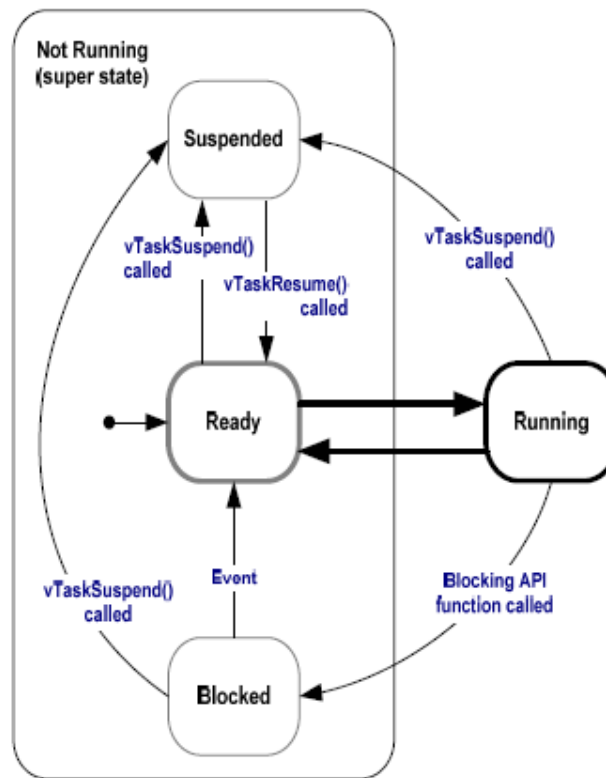 Not Running
(super state)
Suspended
vTaskSuspend()
called
vTaskResume()
called
vTaskSuspend()
called
Ready
Running
Event
vTaskSuspend()
called
Blocking API
function called
Blocked